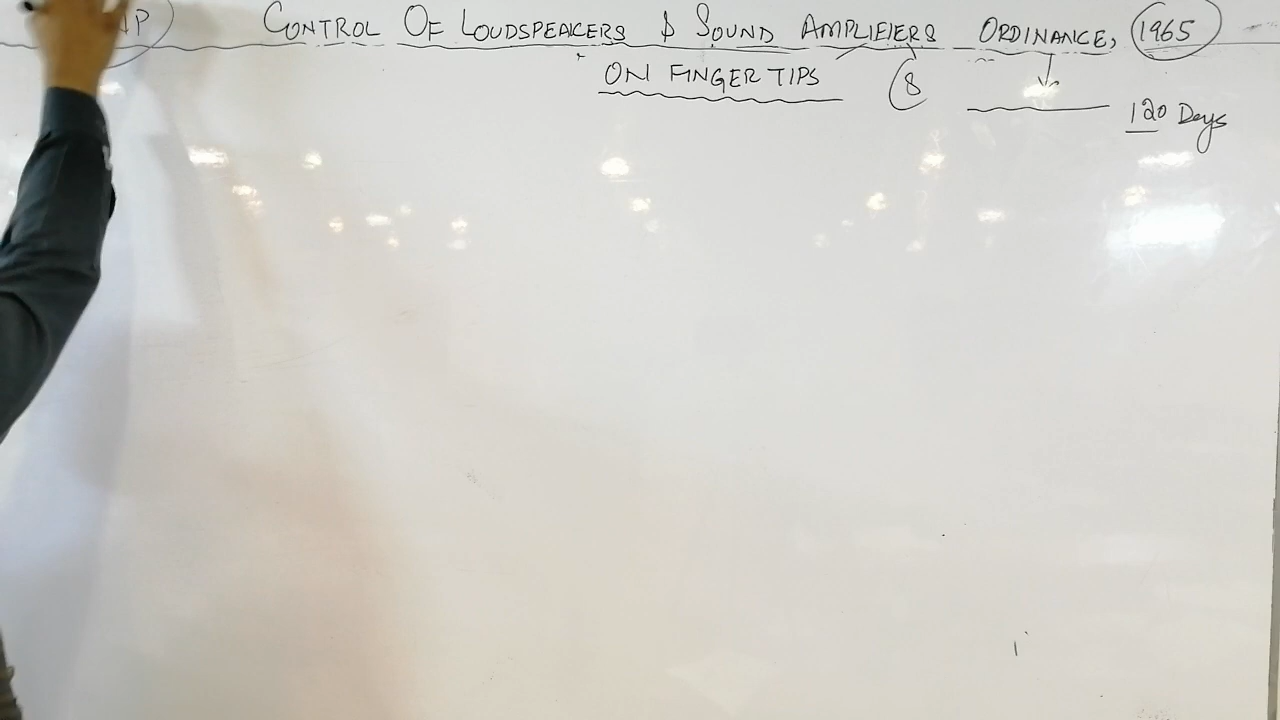 CONTROL OF LOUDSPEAKERS & SOUND AMPLIFIERS ORDINANCE, 1965
ON FINGER TIPS (8
120 Days